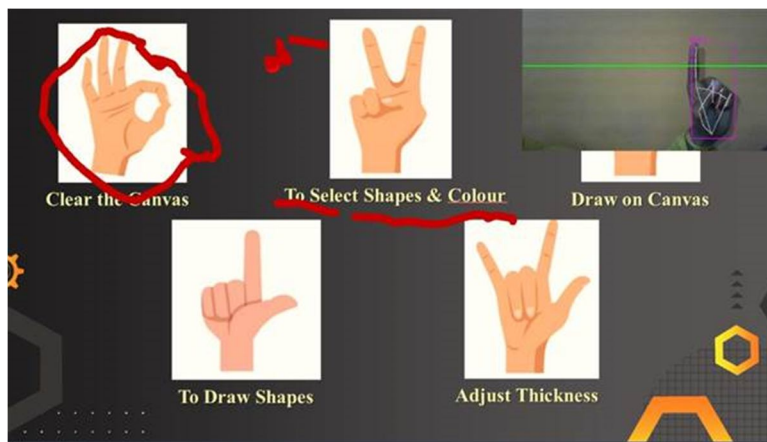 Clear the Canvas
To Select Shapes & Colour
Draw on Canvas
To Draw Shapes
Adjust Thickness